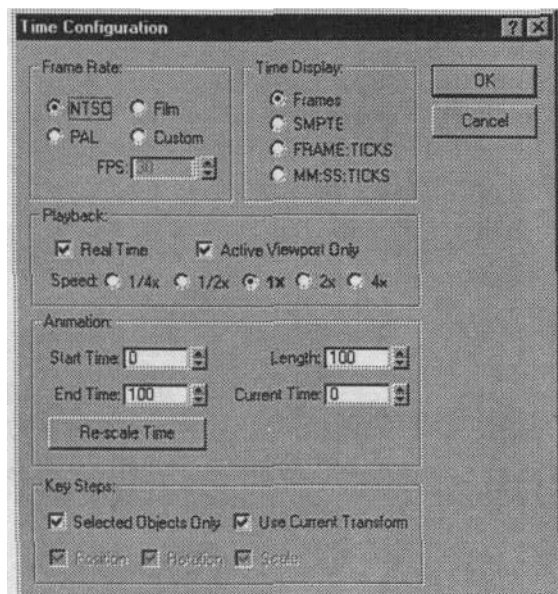 Time Configuration
Frame Rate:
NTSC Film
PAL Custom
FPS: 30
Time Display:
Frames
SMPTE
FRAME:TICKS
MM:SS:TICKS
OK
Cancel
Playback:
Real Time Active Viewport Only
Speed: 1/4x 1/2x 1x 2x 4x
Animation:
Start Time: 0 Length: 100
End Time: 100 Current Time: 0
Re-scale Time
Key Steps:
Selected Objects Only Use Current Transform
Position Rotation Scale